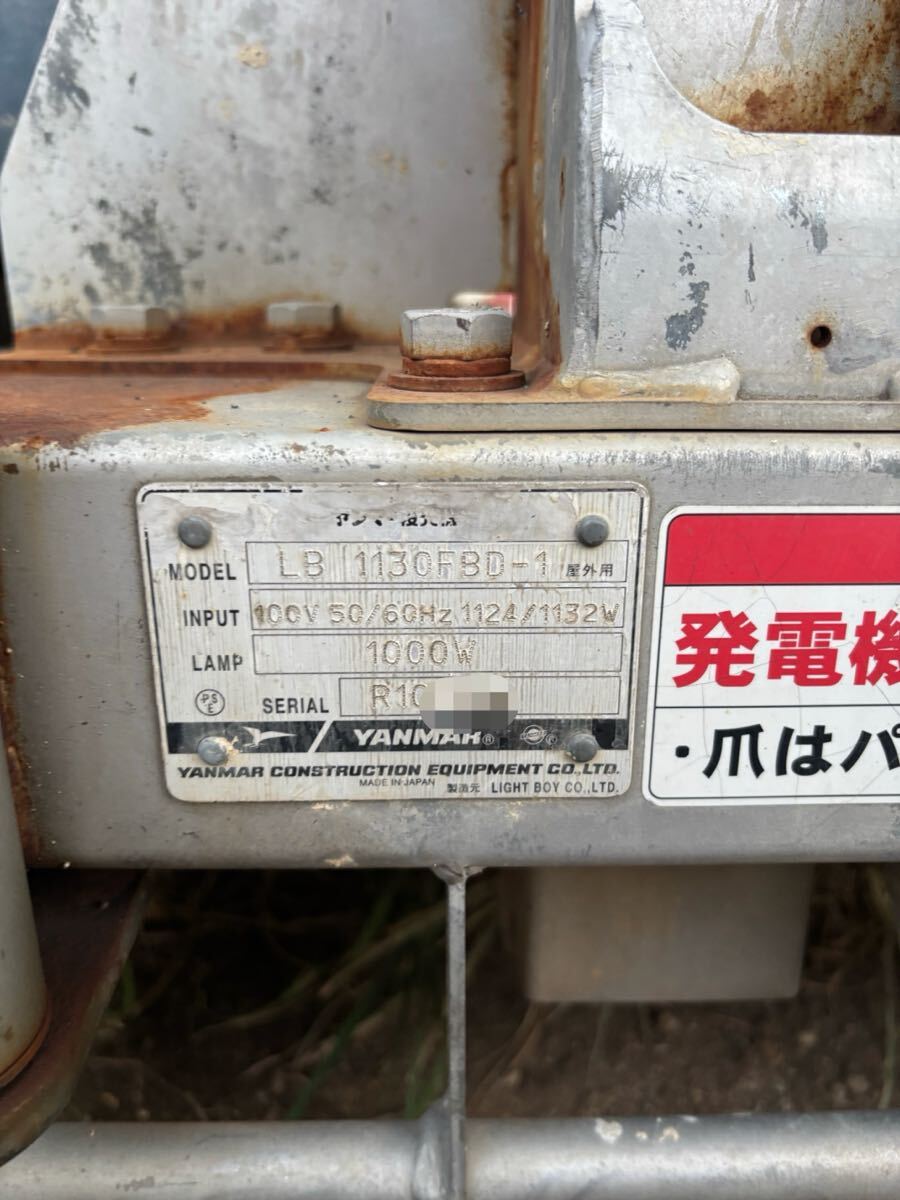 MODEL LB 1130FBD-1 屋外用
INPUT 100V 50/60Hz 1124/1132W
LAMP 1000W
PSE SERIAL R10
YANMAR®
YANMAR CONSTRUCTION EQUIPMENT CO.,LTD.
MADE IN JAPAN 製造元 LIGHT BOY CO.,LTD.
発電機
・爪はパ